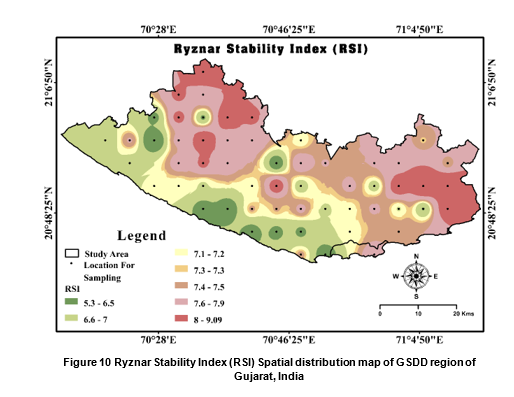 70°28'E 70°46'25"E 71°4'50"E
Ryznar Stability Index (RSI)
21°6'50"N 21°6'50"N
20°48'25"N 20°48'25"N
Legend
Study Area
Location For
Sampling
RSI
5.3 - 6.5
6.6 - 7
7.1 - 7.2
7.3 - 7.3
7.4 - 7.5
7.6 - 7.9
8 - 9.09
N
W E
S
0 10 20 Kms
70°28'E 70°46'25"E 71°4'50"E
Figure 10 Ryznar Stability Index (RSI) Spatial distribution map of GSDD region of
Gujarat, India